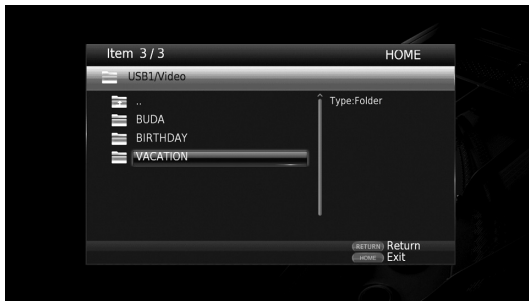 Item 3/3
HOME
USB1/Video
..
Type:Folder
BUDA
BIRTHDAY
VACATION
RETURN Return
HOME Exit